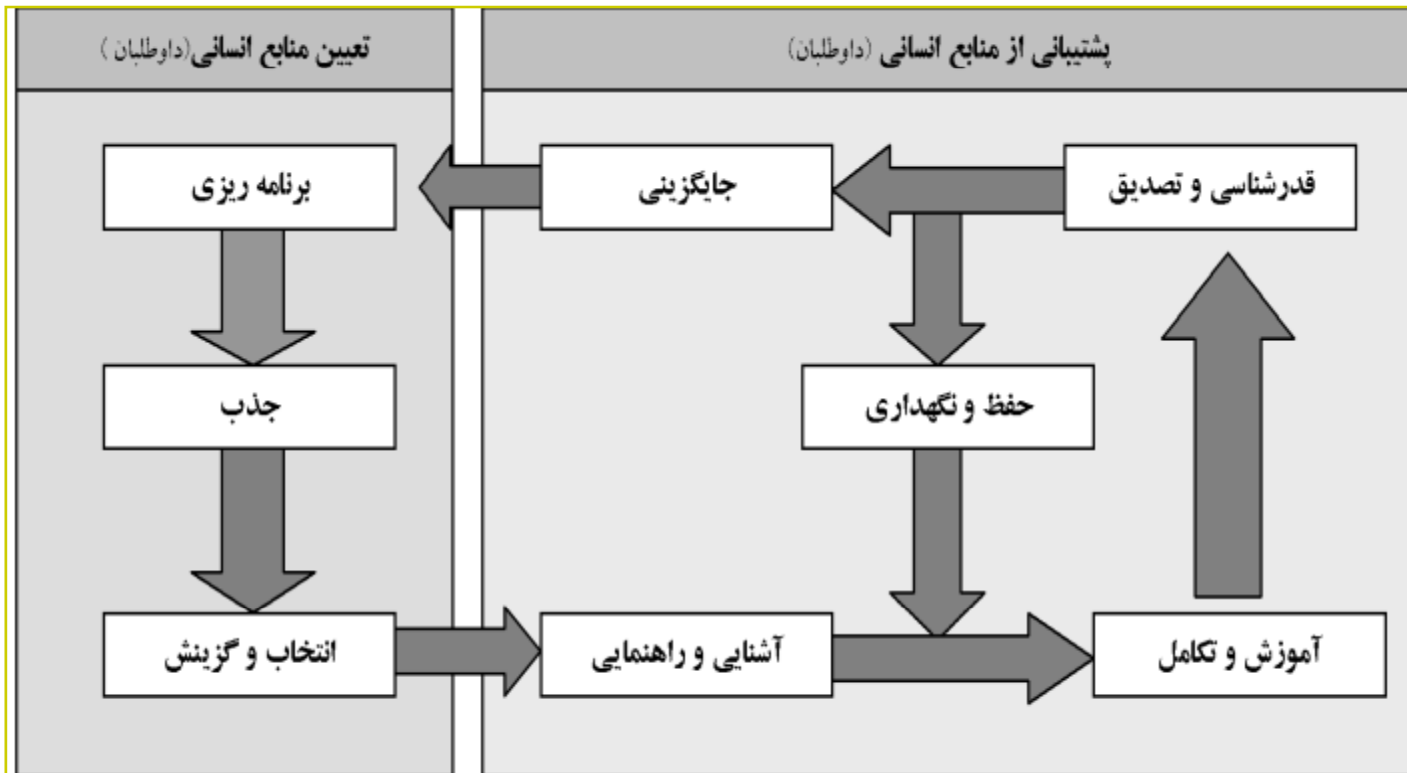 پشتیبانی از منابع انسانی (داوطلبان)
تعیین منابع انسانی(داوطلبان )
قدرشناسی و تصدیق
جایگزینی
برنامه ریزی
حفظ و نگهداری
جذب
آموزش و تکامل
آشنایی و راهنمایی
انتخاب و گزینش